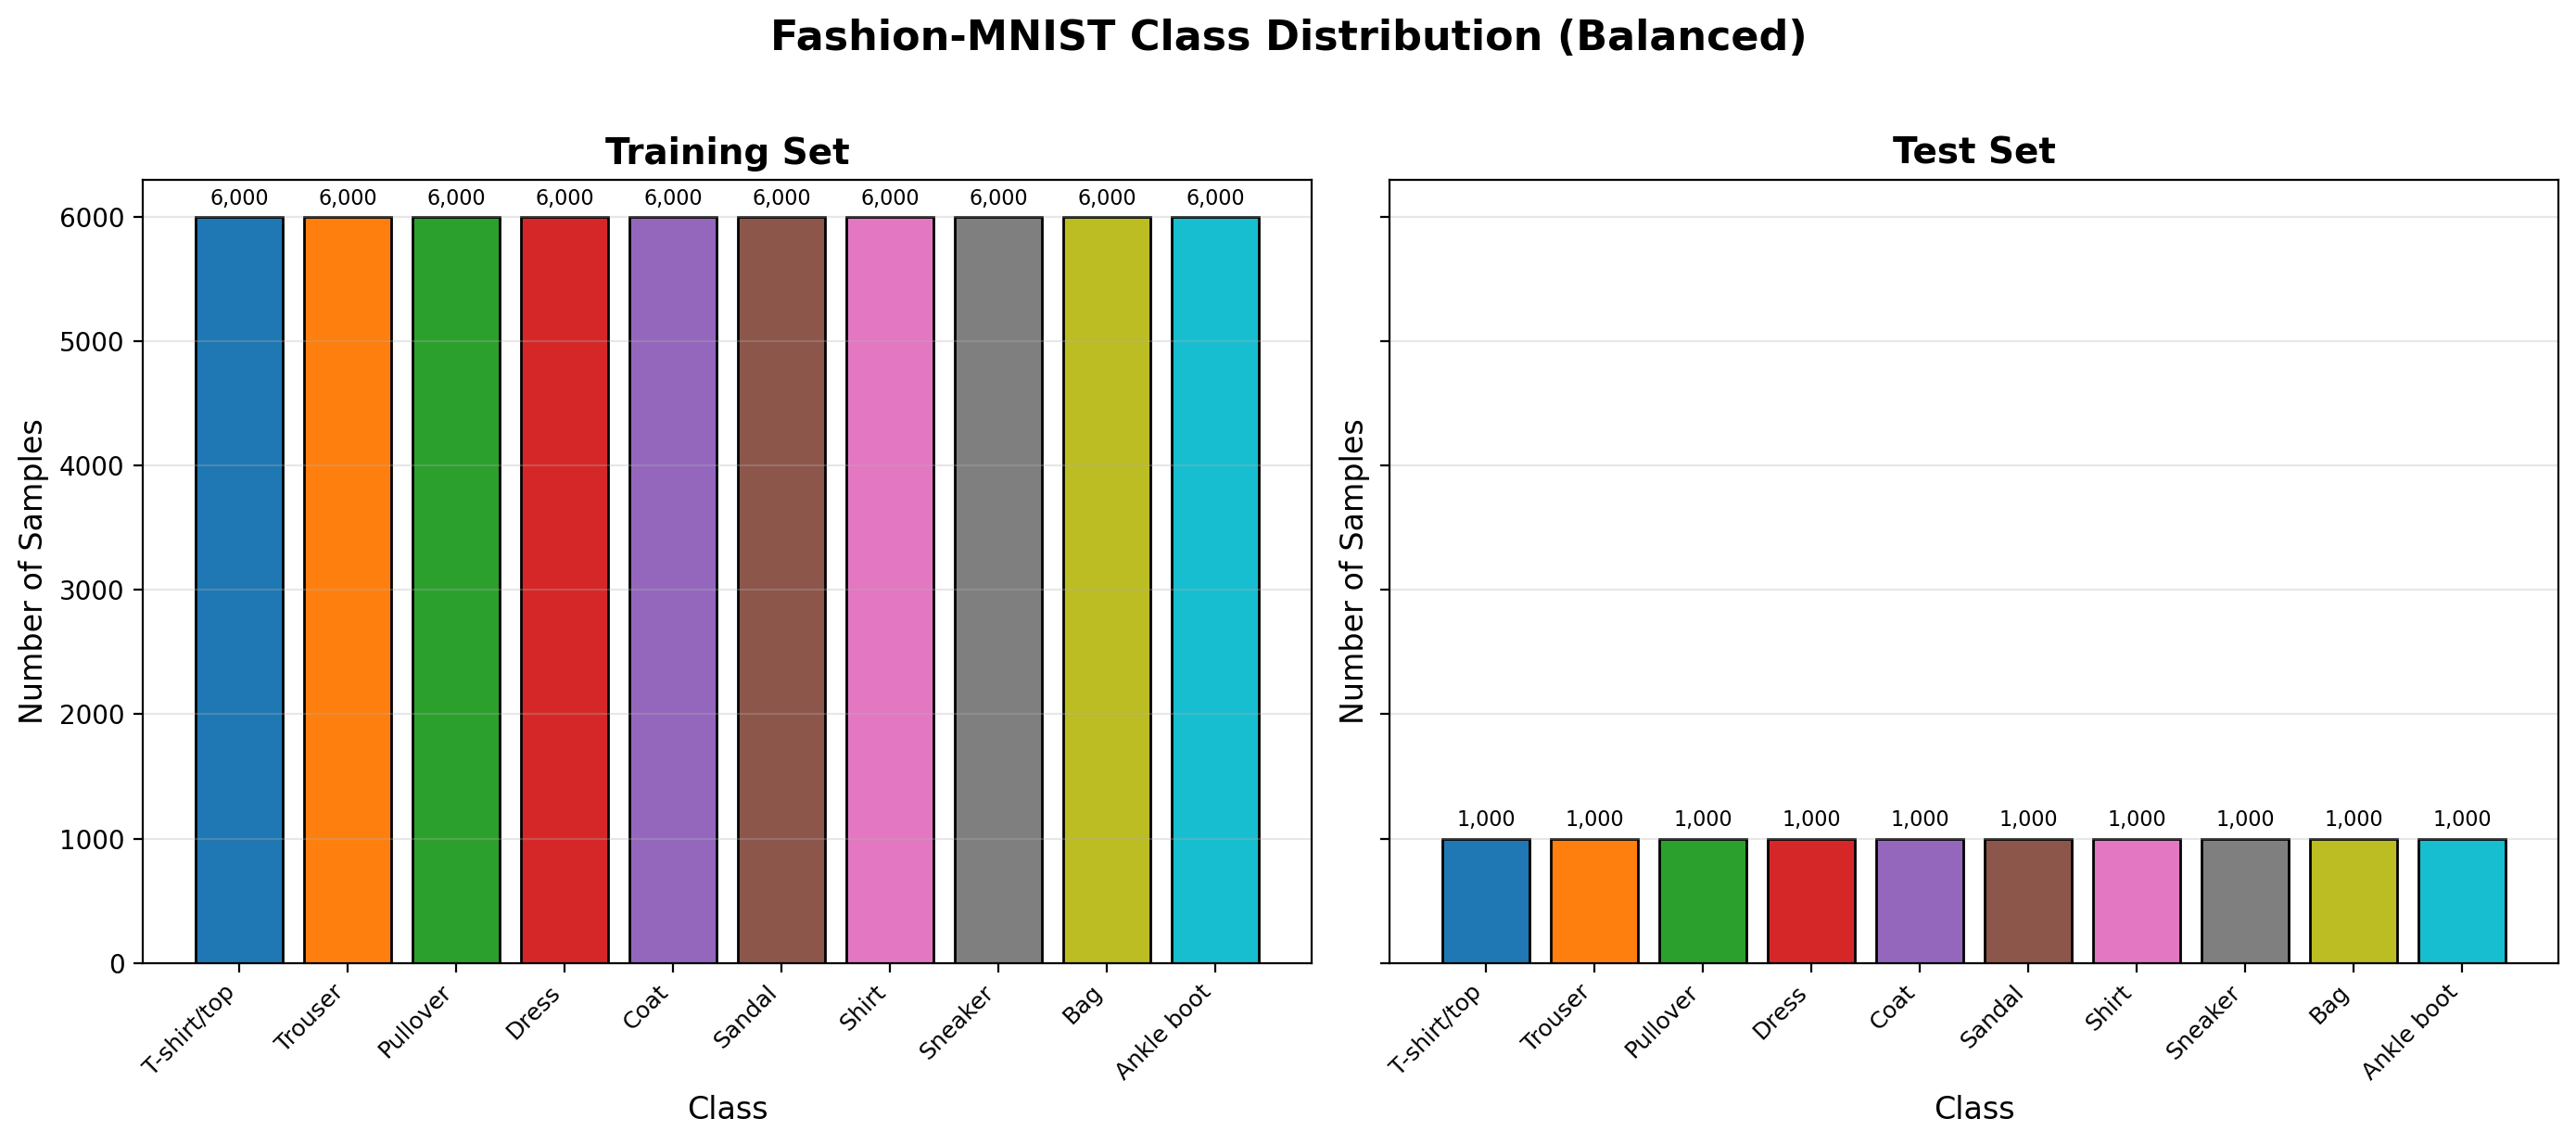 Fashion-MNIST Class Distribution (Balanced)
Training Set
6,000 6,000 6,000 6,000 6,000 6,000 6,000 6,000 6,000 6,000
6000
5000
4000
3000
2000
1000
0
Number of Samples
T-shirt/top Trouser Pullover Dress Coat Sandal Shirt Sneaker Bag Ankle boot
Class
Test Set
Number of Samples
1,000 1,000 1,000 1,000 1,000 1,000 1,000 1,000 1,000 1,000
T-shirt/top Trouser Pullover Dress Coat Sandal Shirt Sneaker Bag Ankle boot
Class